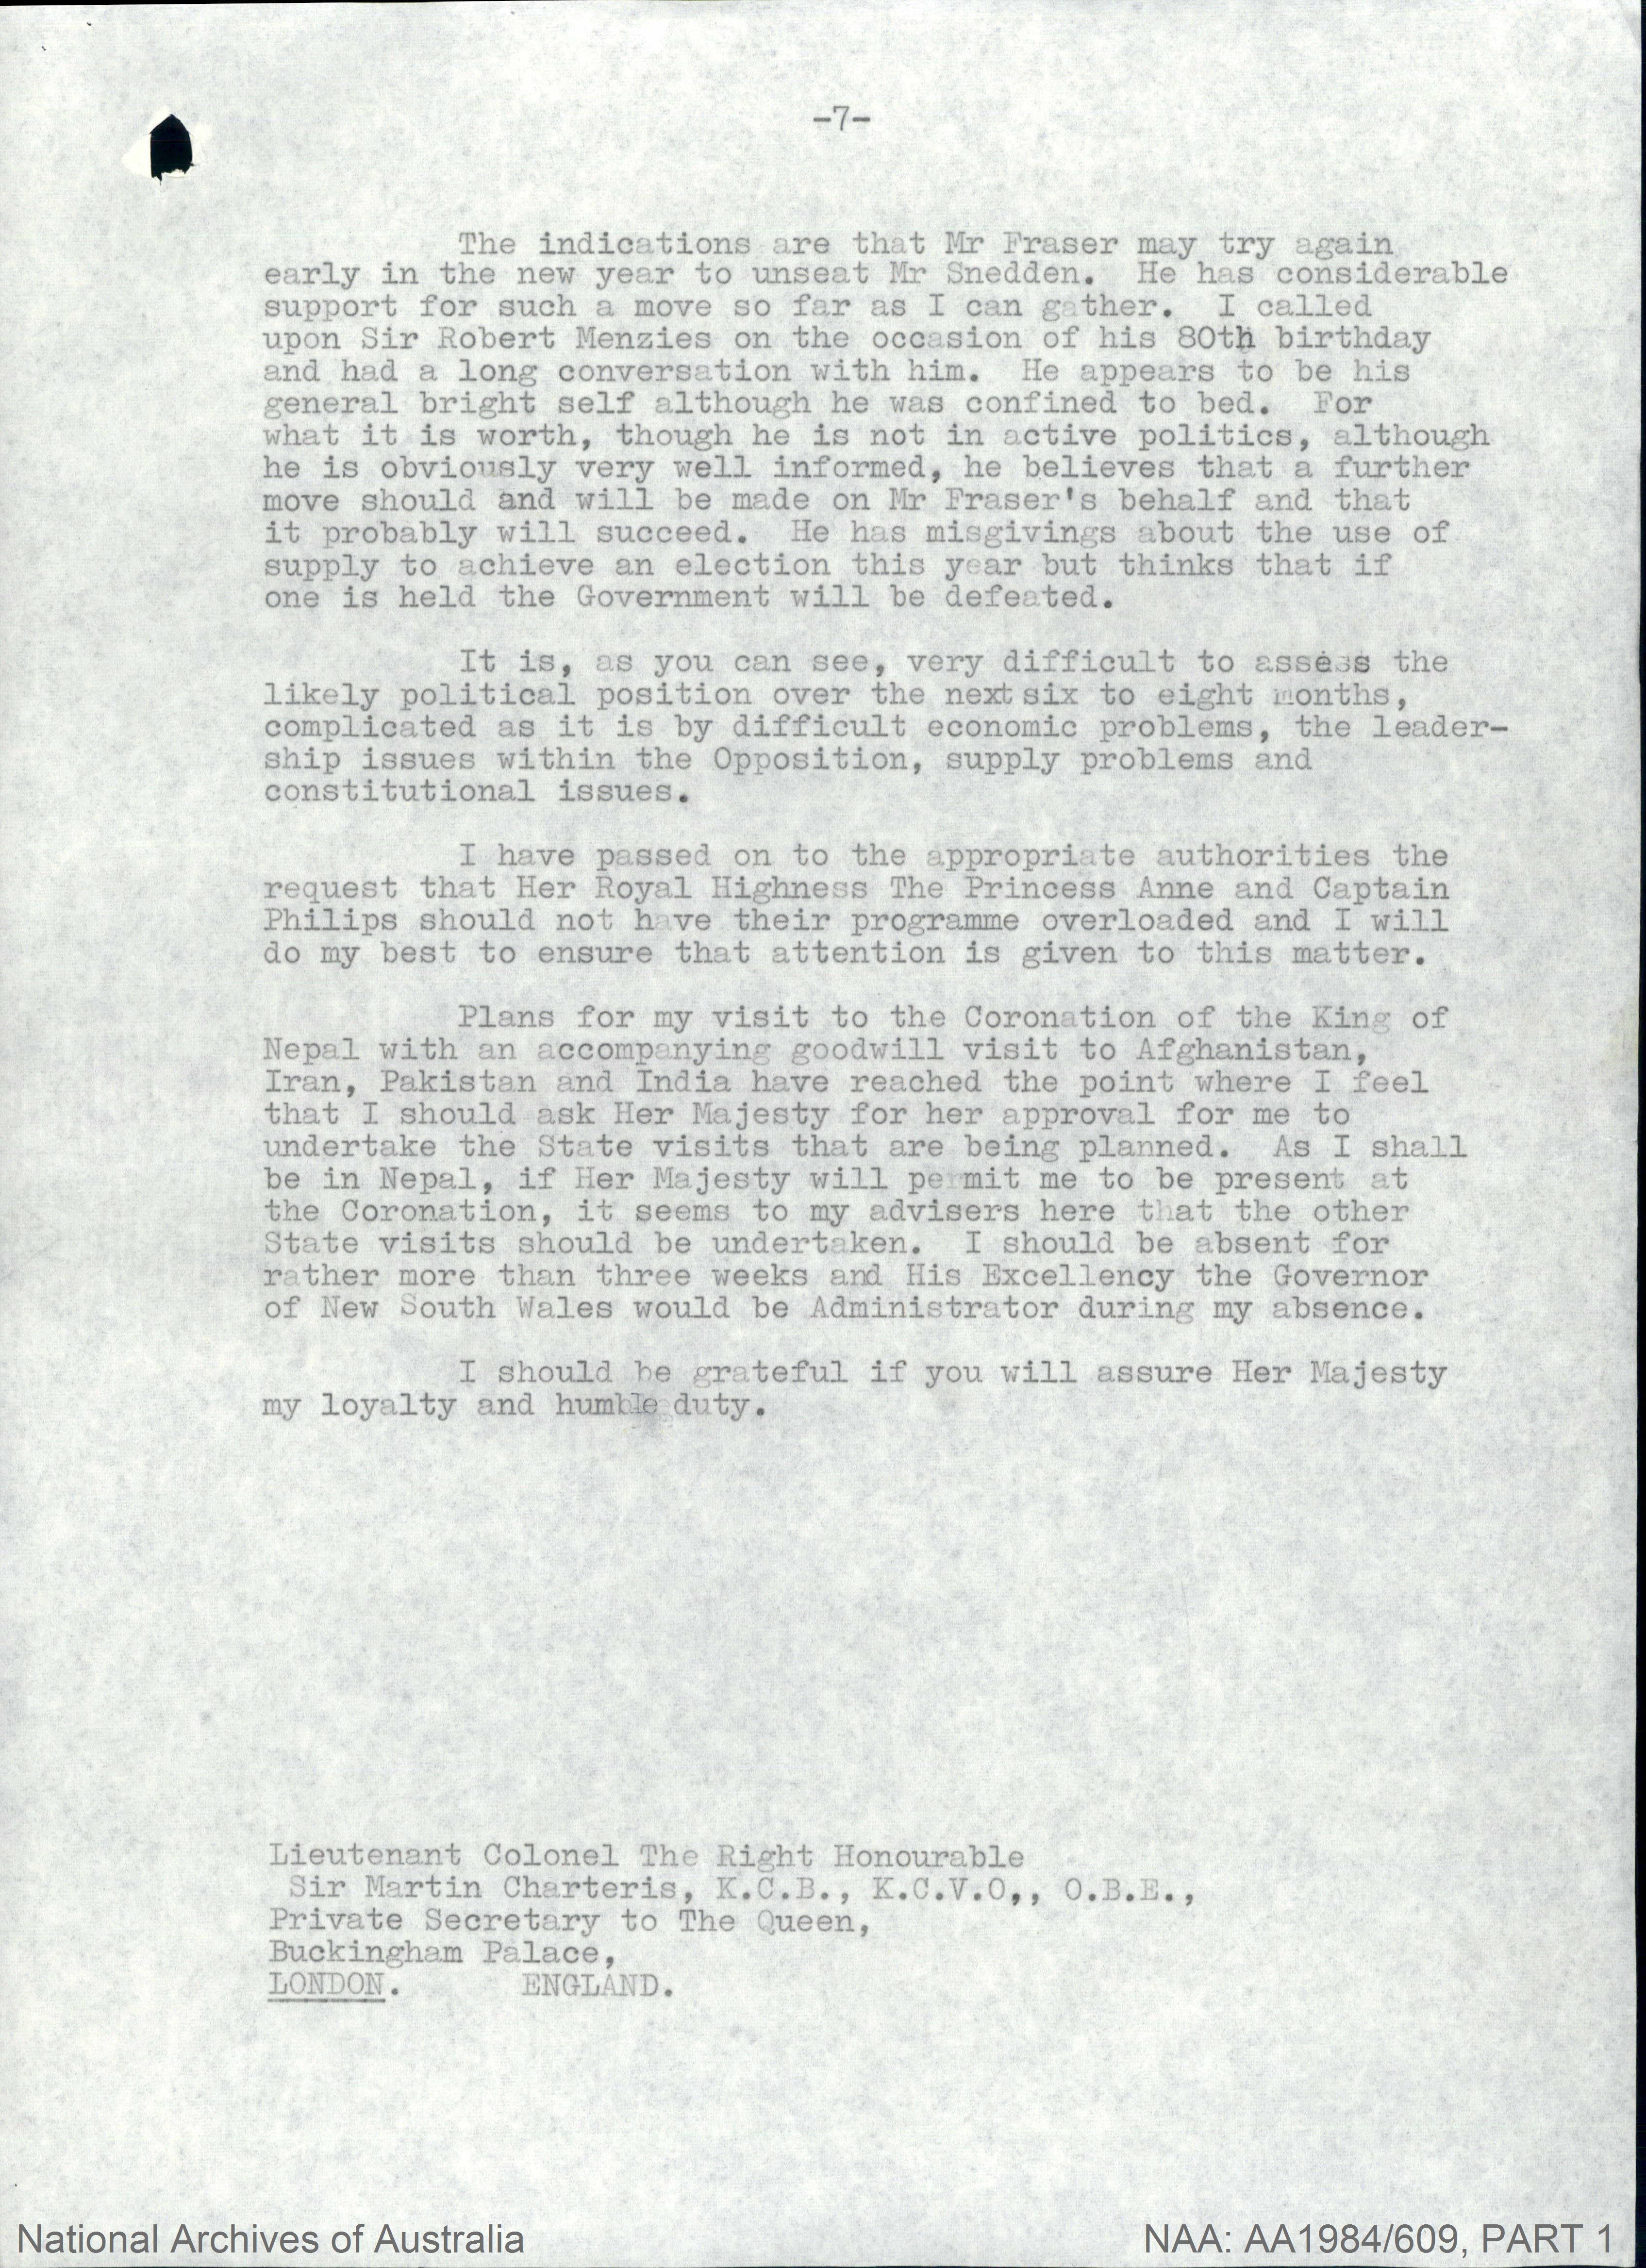 -7-
The indications are that Mr Fraser may try again
early in the new year to unseat Mr Snedden. He has considerable
support for such a move so far as I can gather. I called
upon Sir Robert Menzies on the occasion of his 80th birthday
and had a long conversation with him. He appears to be his
general bright self although he was confined to bed. For
what it is worth, though he is not in active politics, although
he is obviously very well informed, he believes that a further
move should and will be made on Mr Fraser's behalf and that
it probably will succeed. He has misgivings about the use of
supply to achieve an election this year but thinks that if
one is held the Government will be defeated.
It is, as you can see, very difficult to assess the
likely political position over the next six to eight months,
complicated as it is by difficult economic problems, the leader-
ship issues within the Opposition, supply problems and
constitutional issues.
I have passed on to the appropriate authorities the
request that Her Royal Highness The Princess Anne and Captain
Philips should not have their programme overloaded and I will
do my best to ensure that attention is given to this matter.
Plans for my visit to the Coronation of the King of
Nepal with an accompanying goodwill visit to Afghanistan,
Iran, Pakistan and India have reached the point where I feel
that I should ask Her Majesty for her approval for me to
undertake the State visits that are being planned. As I shall
be in Nepal, if Her Majesty will permit me to be present at
the Coronation, it seems to my advisers here that the other
State visits should be undertaken. I should be absent for
rather more than three weeks and His Excellency the Governor
of New South Wales would be Administrator during my absence.
I should be grateful if you will assure Her Majesty
my loyalty and humble duty.
Lieutenant Colonel The Right Honourable
Sir Martin Charteris, K.C.B., K.C.V.O,, O.B.E.,
Private Secretary to The Queen,
Buckingham Palace,
LONDON. ENGLAND.
National Archives of Australia NAA: AA1984/609, PART 1